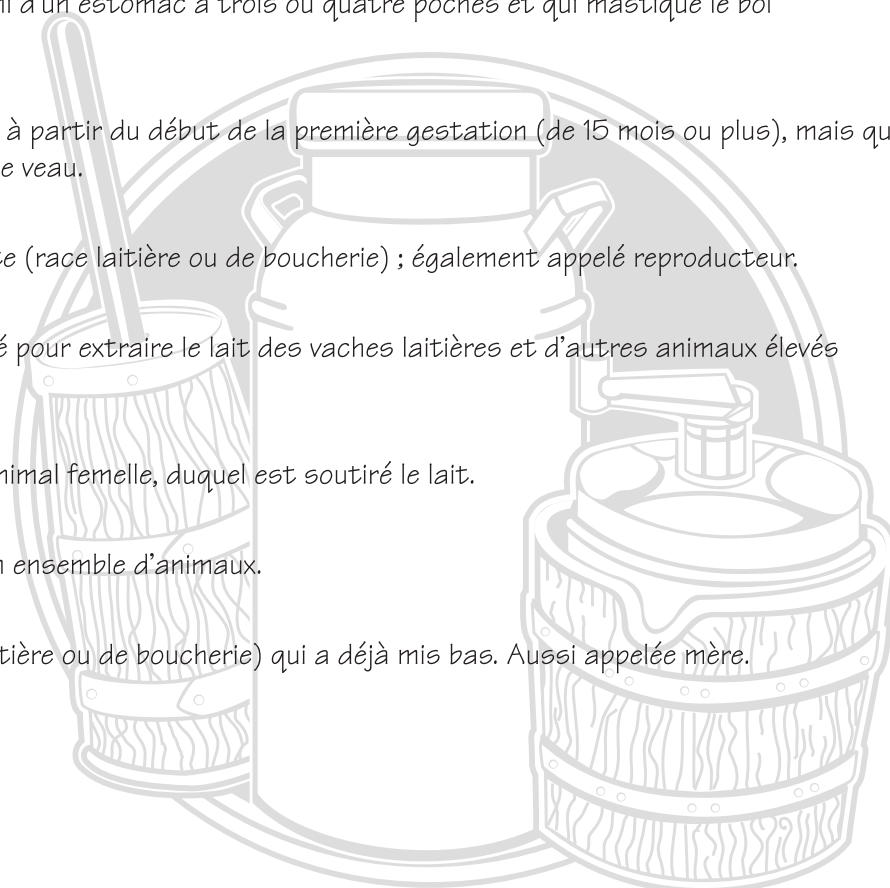 d'un estomac à trois ou quatre poches et qui mastique le bol
à partir du début de la première gestation (de 15 mois ou plus), mais qu
e veau.
te (race laitière ou de boucherie) ; également appelé reproducteur.
é pour extraire le lait des vaches laitières et d’autres animaux élevés
nimal femelle, duquel est soutiré le lait.
n ensemble d’animaux.
tière ou de boucherie) qui a déjà mis bas. Aussi appelée mère.